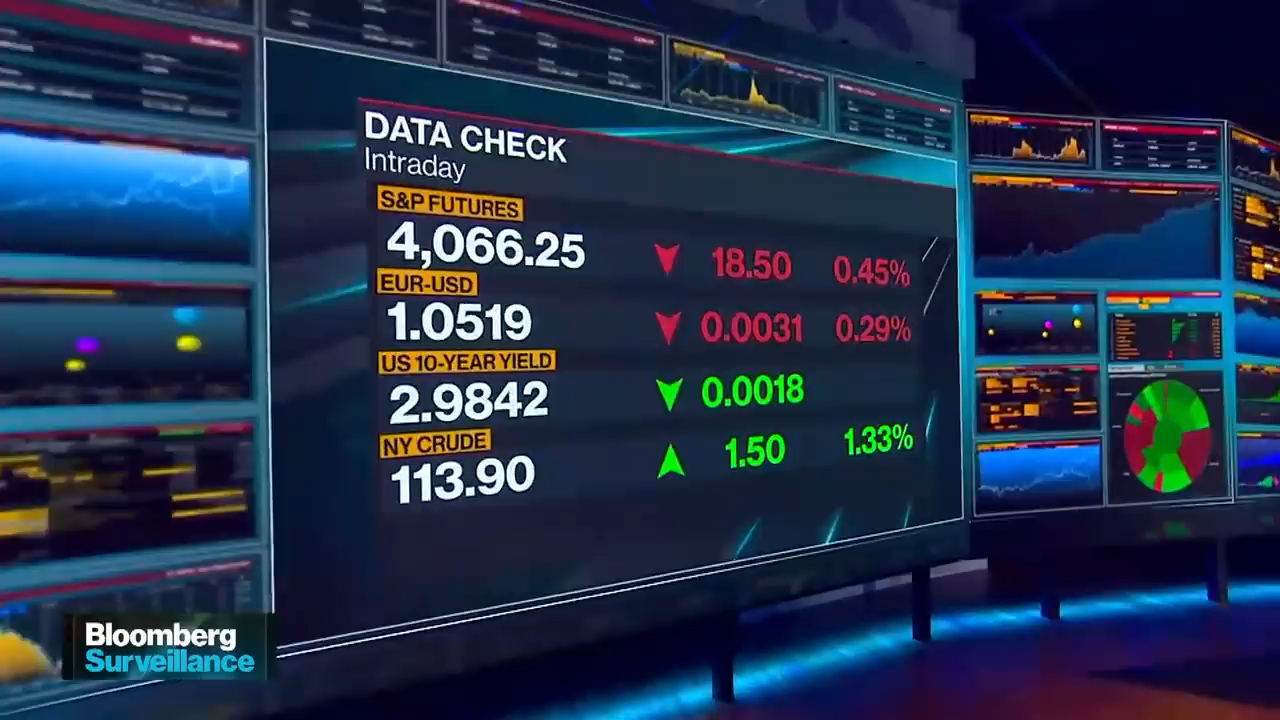 DATA CHECK
Intraday
S&P FUTURES
4,066.25 18.50 0.45%
EUR-USD
1.0519 0.0031 0.29%
US 10-YEAR YIELD
2.9842 0.0018
NY CRUDE
113.90 1.50 1.33%
Bloomberg
Surveillance